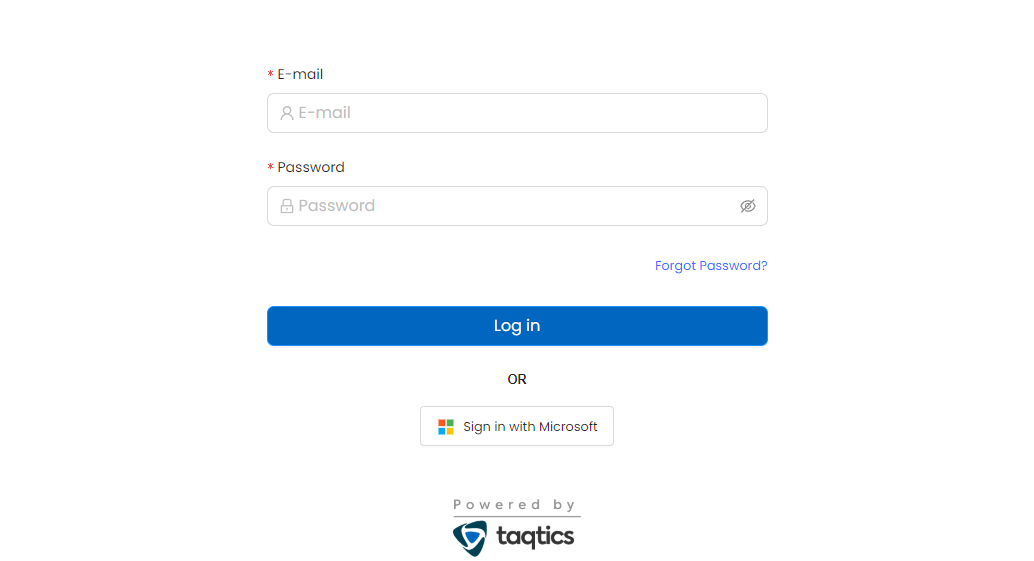 * E-mail
E-mail
* Password
Password
Forgot Password?
Log in
OR
Sign in with Microsoft
Powered by
taqtics